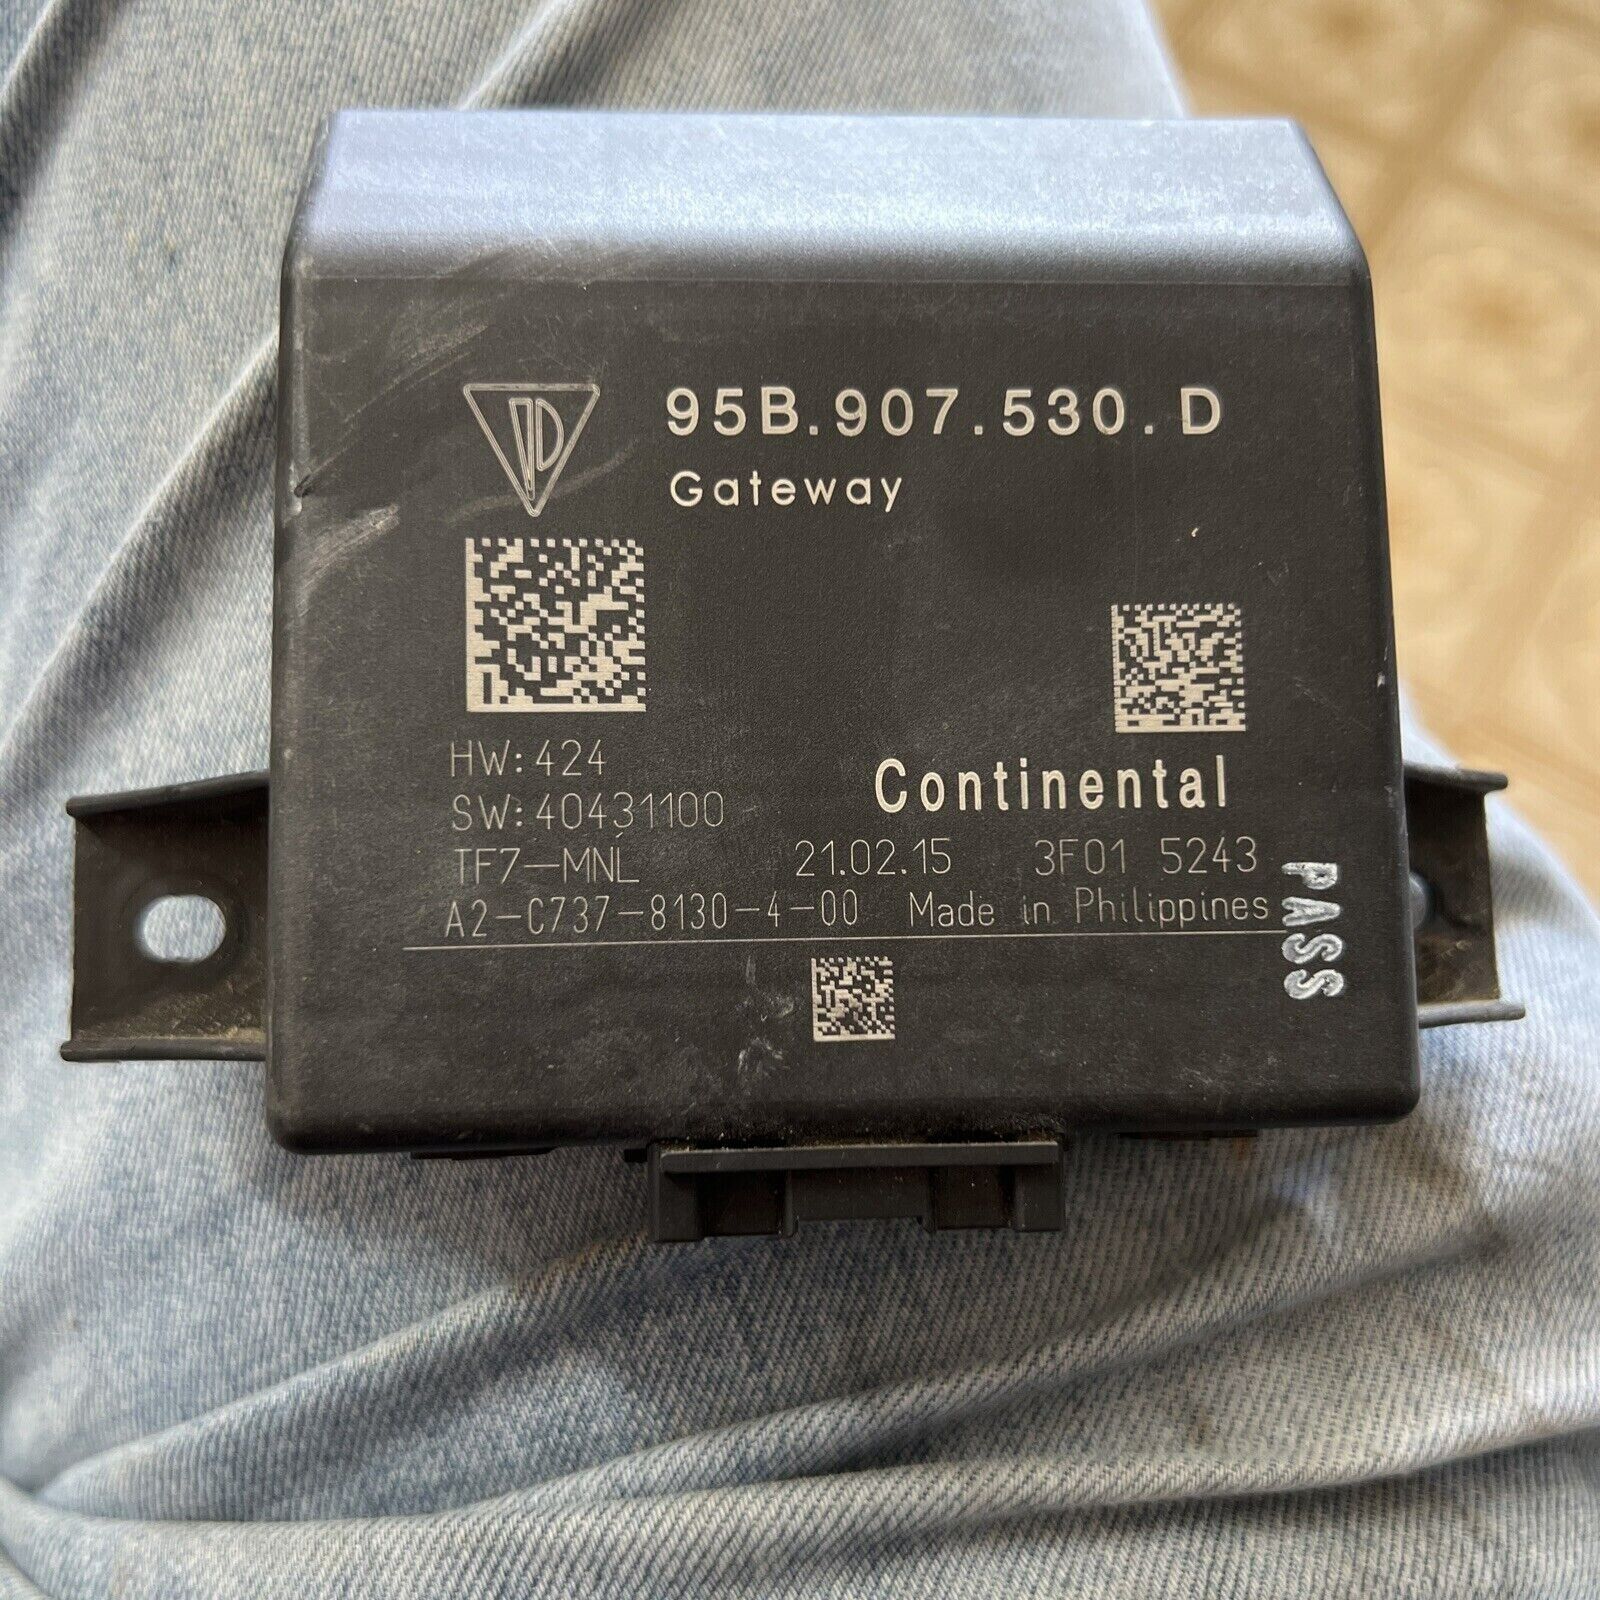 95B.907.530.D
Gateway
HW:424
SW:40431100
Continental
TF7-MNL 21.02.15 3F01 5243
A2-C737-8130-4-00 Made in Philippines
PASS